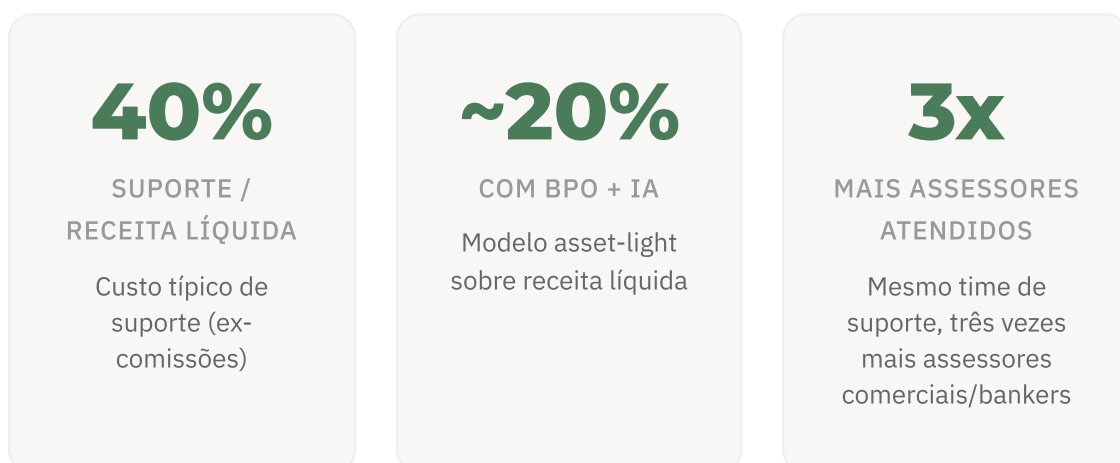 40%
SUPORTE /
RECEITA LÍQUIDA
Custo típico de
suporte (ex-
comissões)
~20%
COM BPO + IA
Modelo asset-light
sobre receita líquida
3x
MAIS ASSESSORES
ATENDIDOS
Mesmo time de
suporte, três vezes
mais assessores
comerciais/bankers